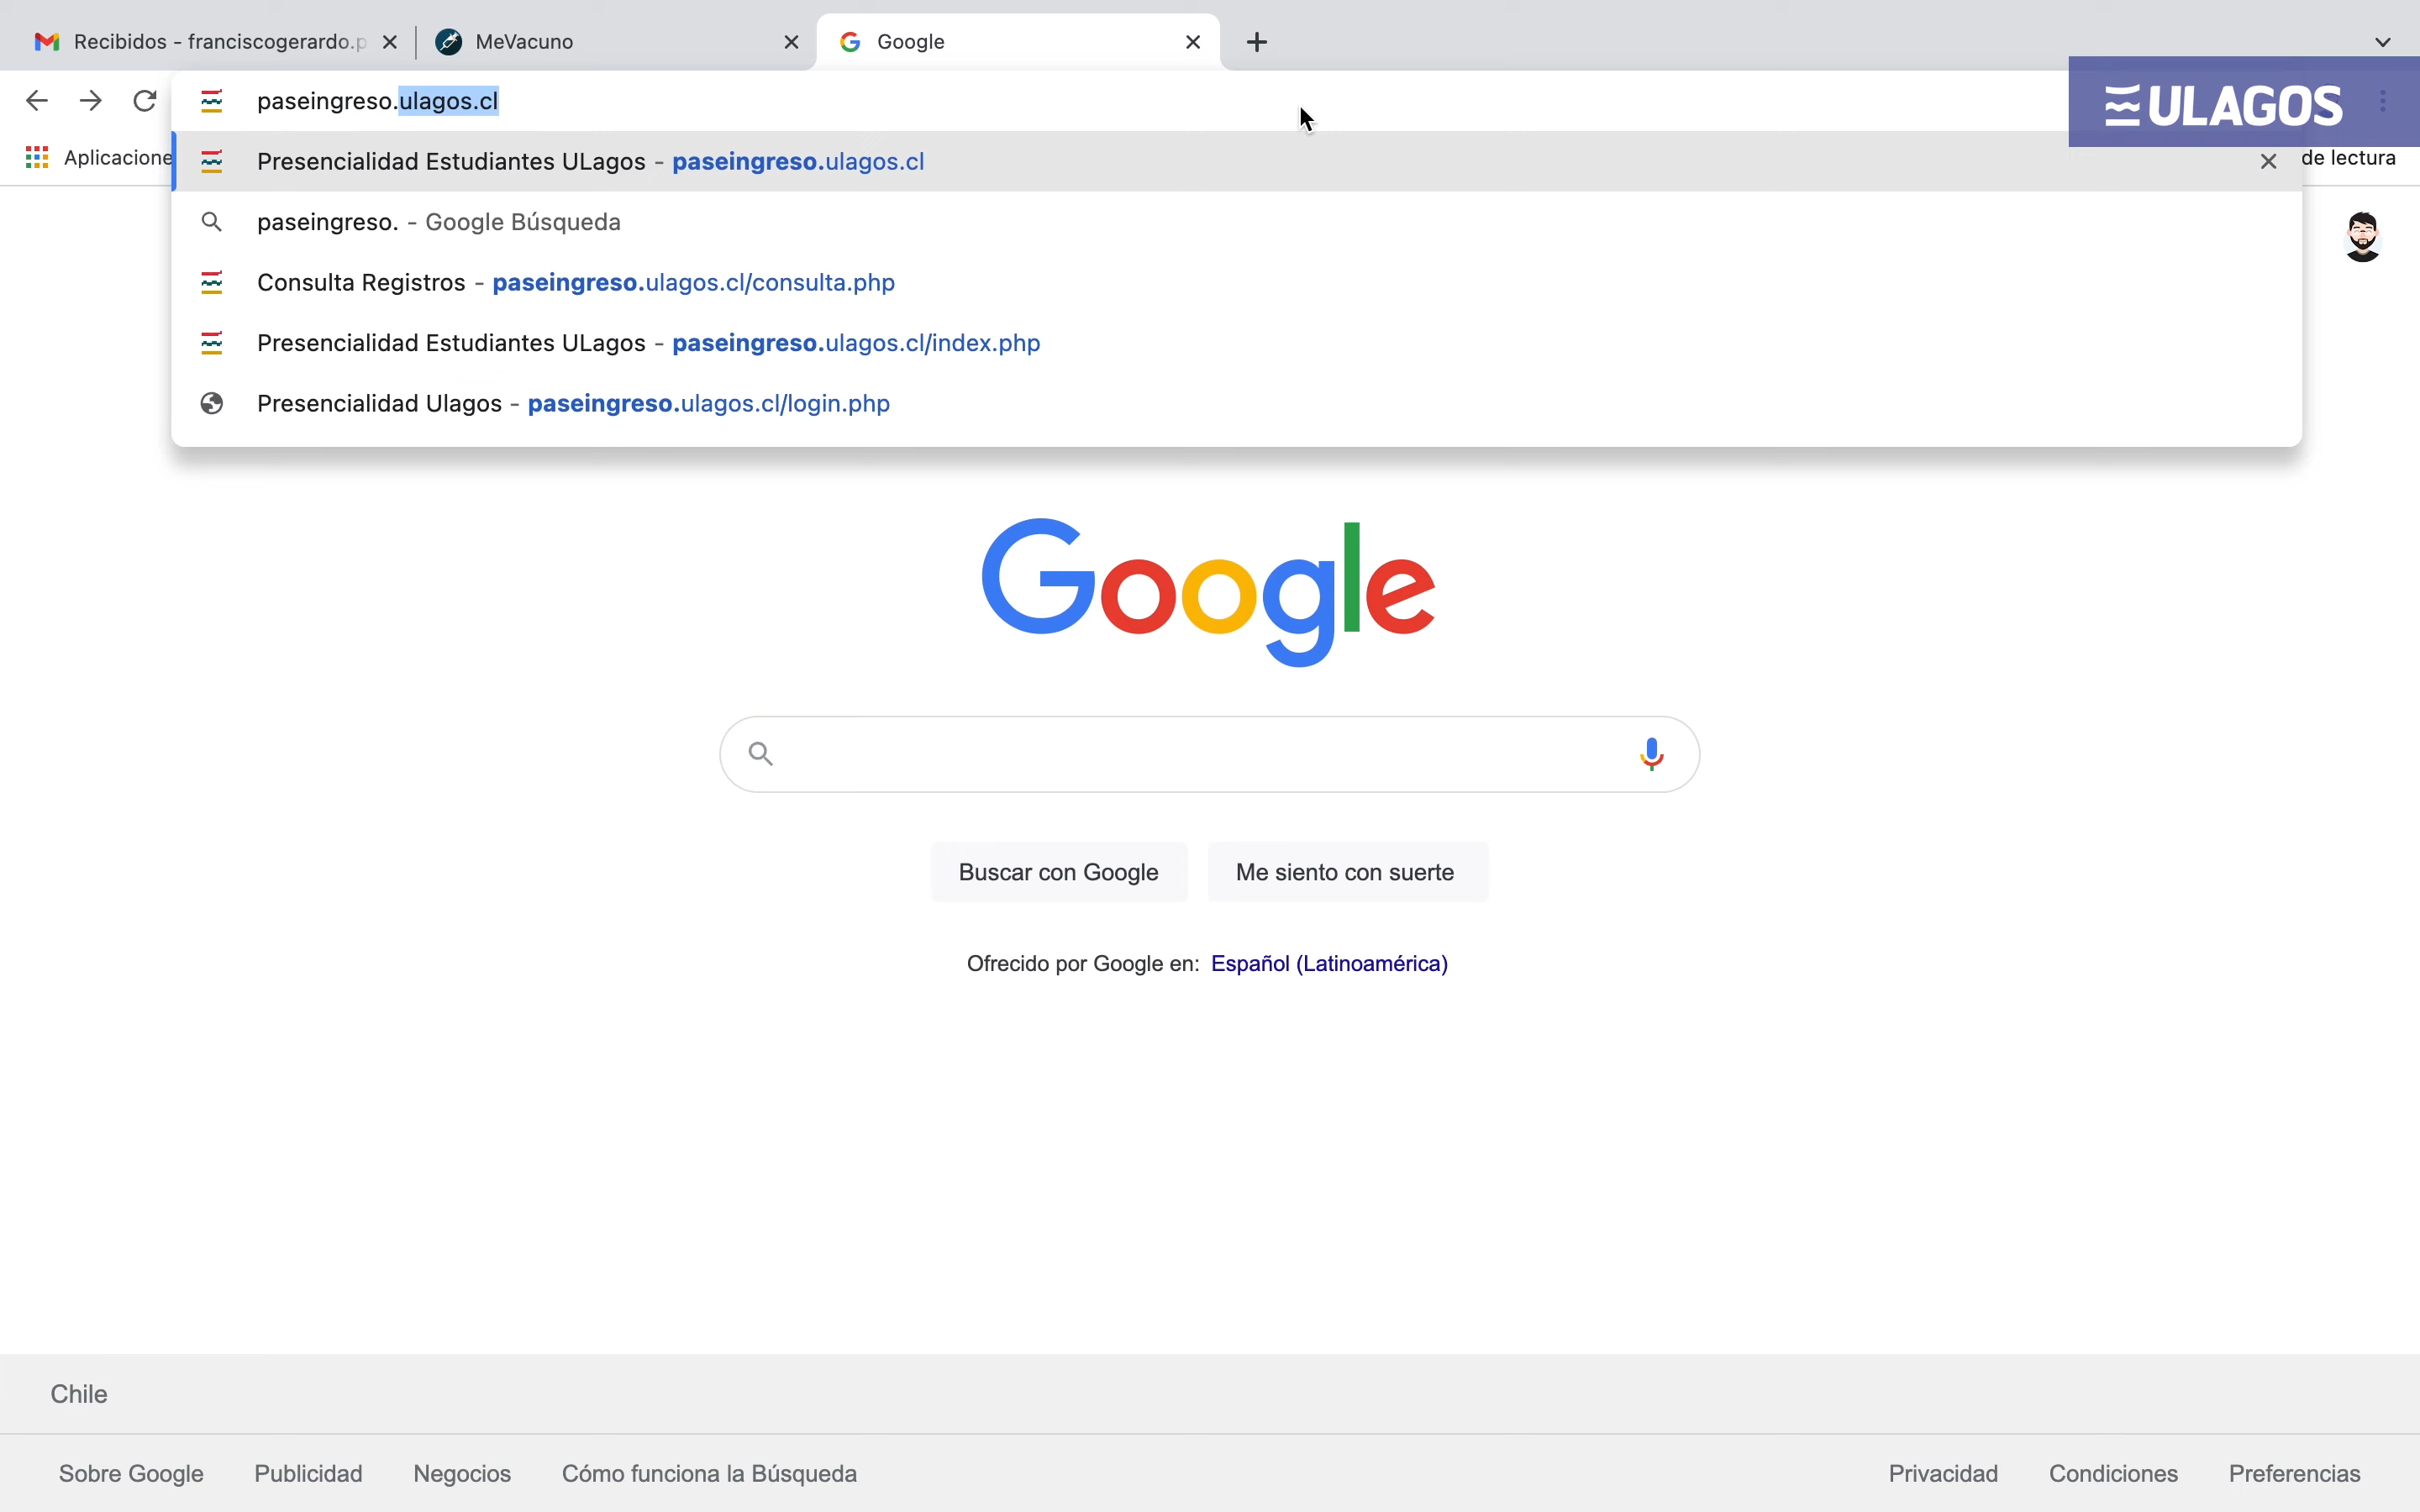 Recibidos - franciscogerardo.p
MeVacuno
Google
paseingreso.ulagos.cl
ULAGOS
Aplicacione
de lectura
Presencialidad Estudiantes ULagos - paseingreso.ulagos.cl
paseingreso. - Google Búsqueda
Consulta Registros - paseingreso.ulagos.cl/consulta.php
Presencialidad Estudiantes ULagos - paseingreso.ulagos.cl/index.php
Presencialidad Ulagos - paseingreso.ulagos.cl/login.php
Google
Buscar con Google
Me siento con suerte
Ofrecido por Google en: Español (Latinoamérica)
Chile
Sobre Google
Publicidad
Negocios
Cómo funciona la Búsqueda
Privacidad
Condiciones
Preferencias